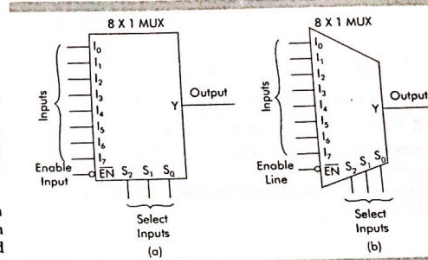 8 X 1 MUX
I0
I1
I2
I3
I4
I5
I6
I7
Inputs
Enable
Input
EN S2 S1 S0
Y
Output
Select
Inputs
(a)
8 X 1 MUX
I0
I1
I2
I3
I4
I5
I6
I7
Inputs
Enable
Line
EN S2 S1 S0
Y
Output
Select
Inputs
(b)